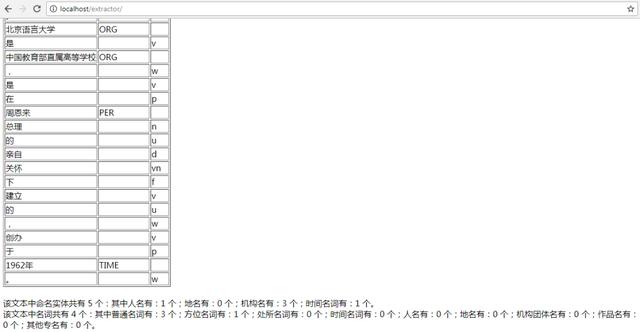 localhost/extractor/
北京语言大学 ORG
是 v
中国教育部直属高等学校 ORG
， w
是 v
在 p
周恩来 PER
总理 n
的 u
亲自 d
关怀 vn
下 f
建立 v
的 u
， w
创办 v
于 p
1962年 TIME
。 w
该文本中命名实体共有 5 个；其中人名有：1 个；地名有：0 个；机构名有：3 个；时间名词有：1 个。
该文本中名词共有 4 个：其中普通名词有：3 个；方位名词有：1 个；处所名词有：0 个；时间名词有：0 个；人名有：0 个；地名有：0 个；机构团体名有：0 个；作品名有：
0 个；其他专名有：0 个。